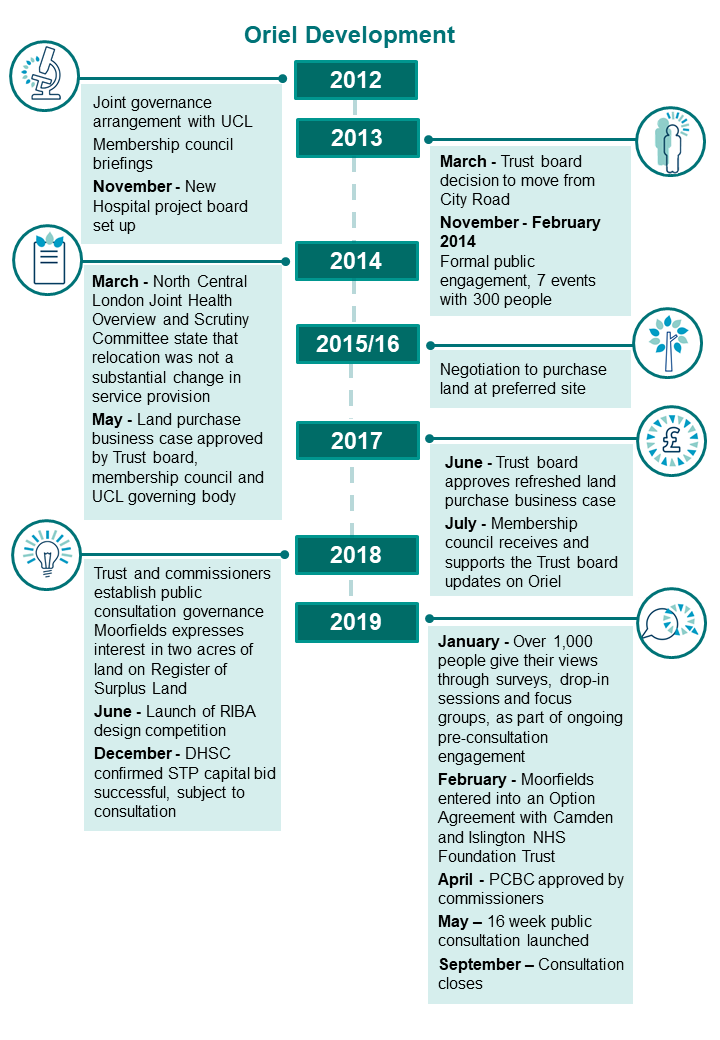 Oriel Development
2012
Joint governance
arrangement with UCL
Membership council
briefings
November - New
Hospital project board
set up
2013
March - Trust board
decision to move from
City Road
November - February
2014
Formal public
engagement, 7 events
with 300 people
2014
March - North Central
London Joint Health
Overview and Scrutiny
Committee state that
relocation was not a
substantial change in
service provision
May - Land purchase
business case approved
by Trust board,
membership council and
UCL governing body
2015/16
Negotiation to purchase
land at preferred site
2017
£
June - Trust board
approves refreshed land
purchase business case
July - Membership
council receives and
supports the Trust board
updates on Oriel
2018
Trust and commissioners
establish public
consultation governance
Moorfields expresses
interest in two acres of
land on Register of
Surplus Land
June - Launch of RIBA
design competition
December - DHSC
confirmed STP capital bid
successful, subject to
consultation
2019
January - Over 1,000
people give their views
through surveys, drop-in
sessions and focus
groups, as part of ongoing
pre-consultation
engagement
February - Moorfields
entered into an Option
Agreement with Camden
and Islington NHS
Foundation Trust
April - PCBC approved by
commissioners
May – 16 week public
consultation launched
September – Consultation
closes